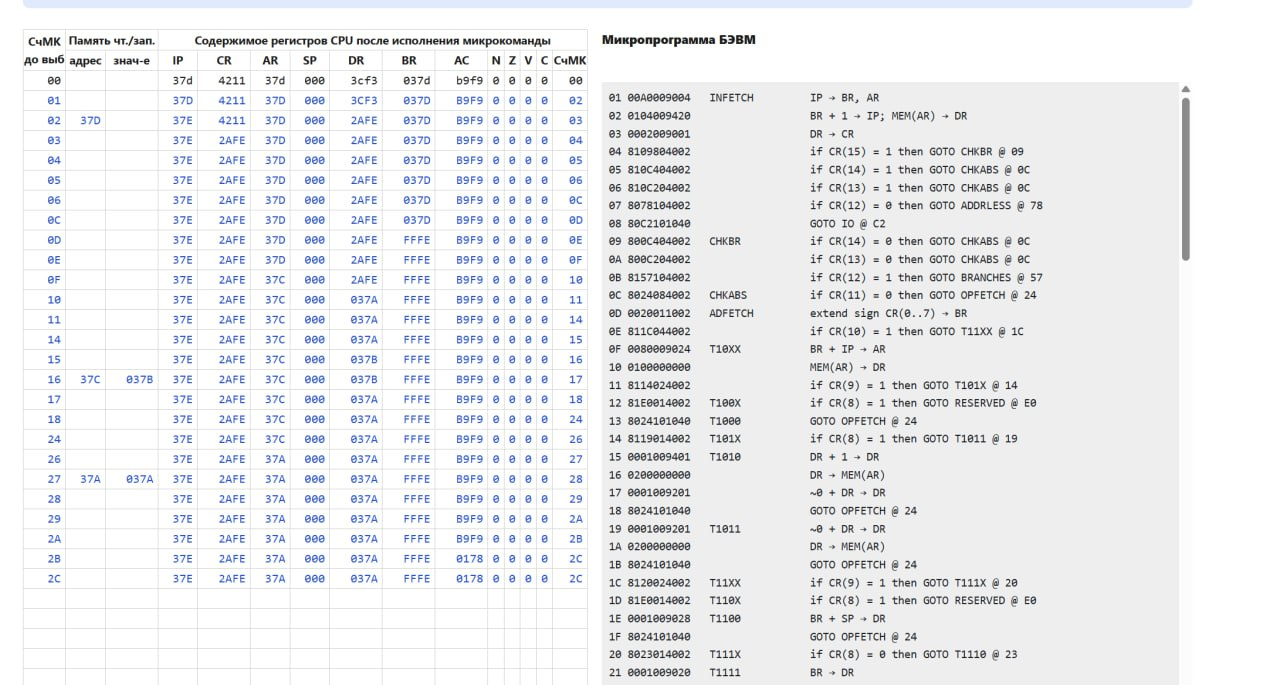 СчМК Память чт./зап. Содержимое регистров CPU после исполнения микрокоманды
до выб адрес знач-е IP CR AR SP DR BR AC N Z V C СчМК
00 37d 4211 37d 000 3cf3 037d b9f9 0 0 0 0 00
01 37D 4211 37D 000 3CF3 037D B9F9 0 0 0 0 02
02 37D 37E 4211 37D 000 2AFE 037D B9F9 0 0 0 0 03
03 37E 2AFE 37D 000 2AFE 037D B9F9 0 0 0 0 04
04 37E 2AFE 37D 000 2AFE 037D B9F9 0 0 0 0 05
05 37E 2AFE 37D 000 2AFE 037D B9F9 0 0 0 0 06
06 37E 2AFE 37D 000 2AFE 037D B9F9 0 0 0 0 0C
0C 37E 2AFE 37D 000 2AFE 037D B9F9 0 0 0 0 0D
0D 37E 2AFE 37D 000 2AFE FFFE B9F9 0 0 0 0 0E
0E 37E 2AFE 37D 000 2AFE FFFE B9F9 0 0 0 0 0F
0F 37E 2AFE 37C 000 2AFE FFFE B9F9 0 0 0 0 10
10 37E 2AFE 37C 000 037A FFFE B9F9 0 0 0 0 11
11 37E 2AFE 37C 000 037A FFFE B9F9 0 0 0 0 14
14 37E 2AFE 37C 000 037A FFFE B9F9 0 0 0 0 15
15 37E 2AFE 37C 000 037B FFFE B9F9 0 0 0 0 16
16 37C 037B 37E 2AFE 37C 000 037B FFFE B9F9 0 0 0 0 17
17 37E 2AFE 37C 000 037A FFFE B9F9 0 0 0 0 18
18 37E 2AFE 37C 000 037A FFFE B9F9 0 0 0 0 24
24 37E 2AFE 37C 000 037A FFFE B9F9 0 0 0 0 26
26 37E 2AFE 37A 000 037A FFFE B9F9 0 0 0 0 27
27 37A 037A 37E 2AFE 37A 000 037A FFFE B9F9 0 0 0 0 28
28 37E 2AFE 37A 000 037A FFFE B9F9 0 0 0 0 29
29 37E 2AFE 37A 000 037A FFFE B9F9 0 0 0 0 2A
2A 37E 2AFE 37A 000 037A FFFE B9F9 0 0 0 0 2B
2B 37E 2AFE 37A 000 037A FFFE 0178 0 0 0 0 2C
2C 37E 2AFE 37A 000 037A FFFE 0178 0 0 0 0 2C
Микропрограмма БЭВМ
01 00A0009004 INFETCH IP → BR, AR
02 0104009420 BR + 1 → IP; MEM(AR) → DR
03 0002009001 DR → CR
04 8109804002 if CR(15) = 1 then GOTO CHKBR @ 09
05 810C404002 if CR(14) = 1 then GOTO CHKABS @ 0C
06 810C204002 if CR(13) = 1 then GOTO CHKABS @ 0C
07 8078104002 if CR(12) = 0 then GOTO ADDRLESS @ 78
08 80C2101040 GOTO IO @ C2
09 800C404002 CHKBR if CR(14) = 0 then GOTO CHKABS @ 0C
0A 800C204002 if CR(13) = 0 then GOTO CHKABS @ 0C
0B 8157104002 if CR(12) = 1 then GOTO BRANCHES @ 57
0C 8024084002 CHKABS if CR(11) = 0 then GOTO OPFETCH @ 24
0D 0020011002 ADFETCH extend sign CR(0..7) → BR
0E 811C044002 if CR(10) = 1 then GOTO T11XX @ 1C
0F 0080009024 T10XX BR + IP → AR
10 0100000000 MEM(AR) → DR
11 8114024002 if CR(9) = 1 then GOTO T101X @ 14
12 81E0014002 T100X if CR(8) = 1 then GOTO RESERVED @ E0
13 8024101040 T1000 GOTO OPFETCH @ 24
14 8119014002 T101X if CR(8) = 1 then GOTO T1011 @ 19
15 0001009401 T1010 DR + 1 → DR
16 0200000000 DR → MEM(AR)
17 0001009201 ~0 + DR → DR
18 8024101040 GOTO OPFETCH @ 24
19 0001009201 T1011 ~0 + DR → DR
1A 0200000000 DR → MEM(AR)
1B 8024101040 GOTO OPFETCH @ 24
1C 8120024002 T11XX if CR(9) = 1 then GOTO T111X @ 20
1D 81E0014002 T110X if CR(8) = 1 then GOTO RESERVED @ E0
1E 0001009028 T1100 BR + SP → DR
1F 8024101040 GOTO OPFETCH @ 24
20 8023014002 T111X if CR(8) = 0 then GOTO T1110 @ 23
21 0001009020 T1111 BR → DR